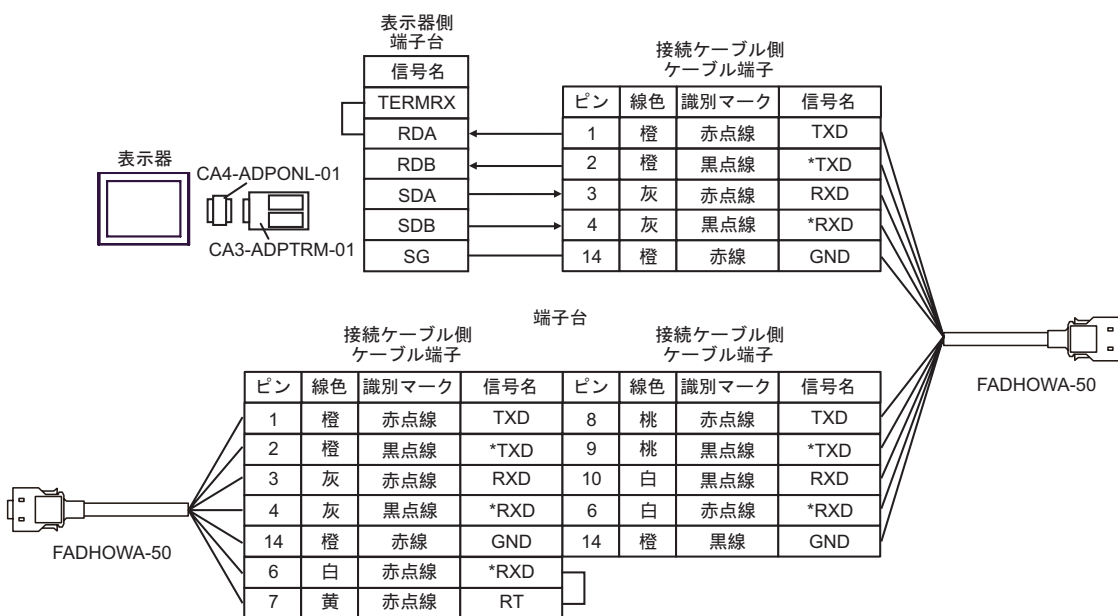 表示器側
端子台
信号名
TERMRX
RDA
RDB
SDA
SDB
SG
接続ケーブル側
ケーブル端子
ピン 線色 識別マーク 信号名
1 橙 赤点線 TXD
2 橙 黒点線 *TXD
3 灰 赤点線 RXD
4 灰 黒点線 *RXD
14 橙 赤線 GND
表示器
CA4-ADPONL-01
CA3-ADPTRM-01
端子台
接続ケーブル側
ケーブル端子
接続ケーブル側
ケーブル端子
ピン 線色 識別マーク 信号名 ピン 線色 識別マーク 信号名
1 橙 赤点線 TXD 8 桃 赤点線 TXD
2 橙 黒点線 *TXD 9 桃 黒点線 *TXD
3 灰 赤点線 RXD 10 白 黒点線 RXD
4 灰 黒点線 *RXD 6 白 赤点線 *RXD
14 橙 赤線 GND 14 橙 黒線 GND
6 白 赤点線 *RXD
7 黄 赤点線 RT
FADHOWA-50
FADHOWA-50